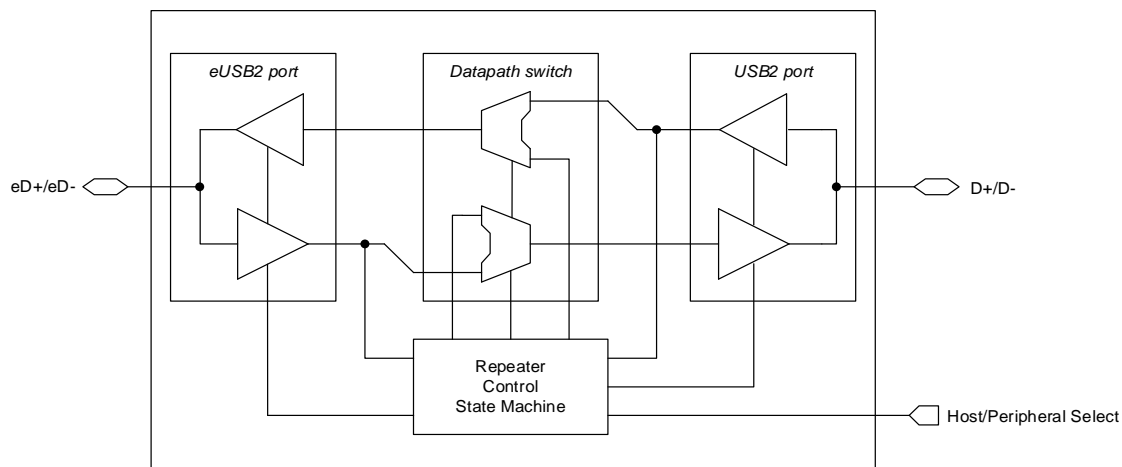 eUSB2 port
Datapath switch
USB2 port
eD+/eD-
D+/D-
Repeater
Control
State Machine
Host/Peripheral Select